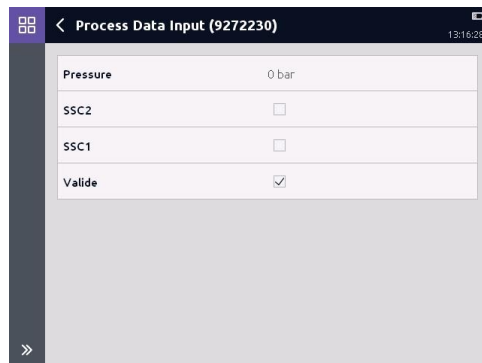 Process Data Input (9272230)
13:16:28
Pressure 0 bar
SSC2
SSC1
Valide